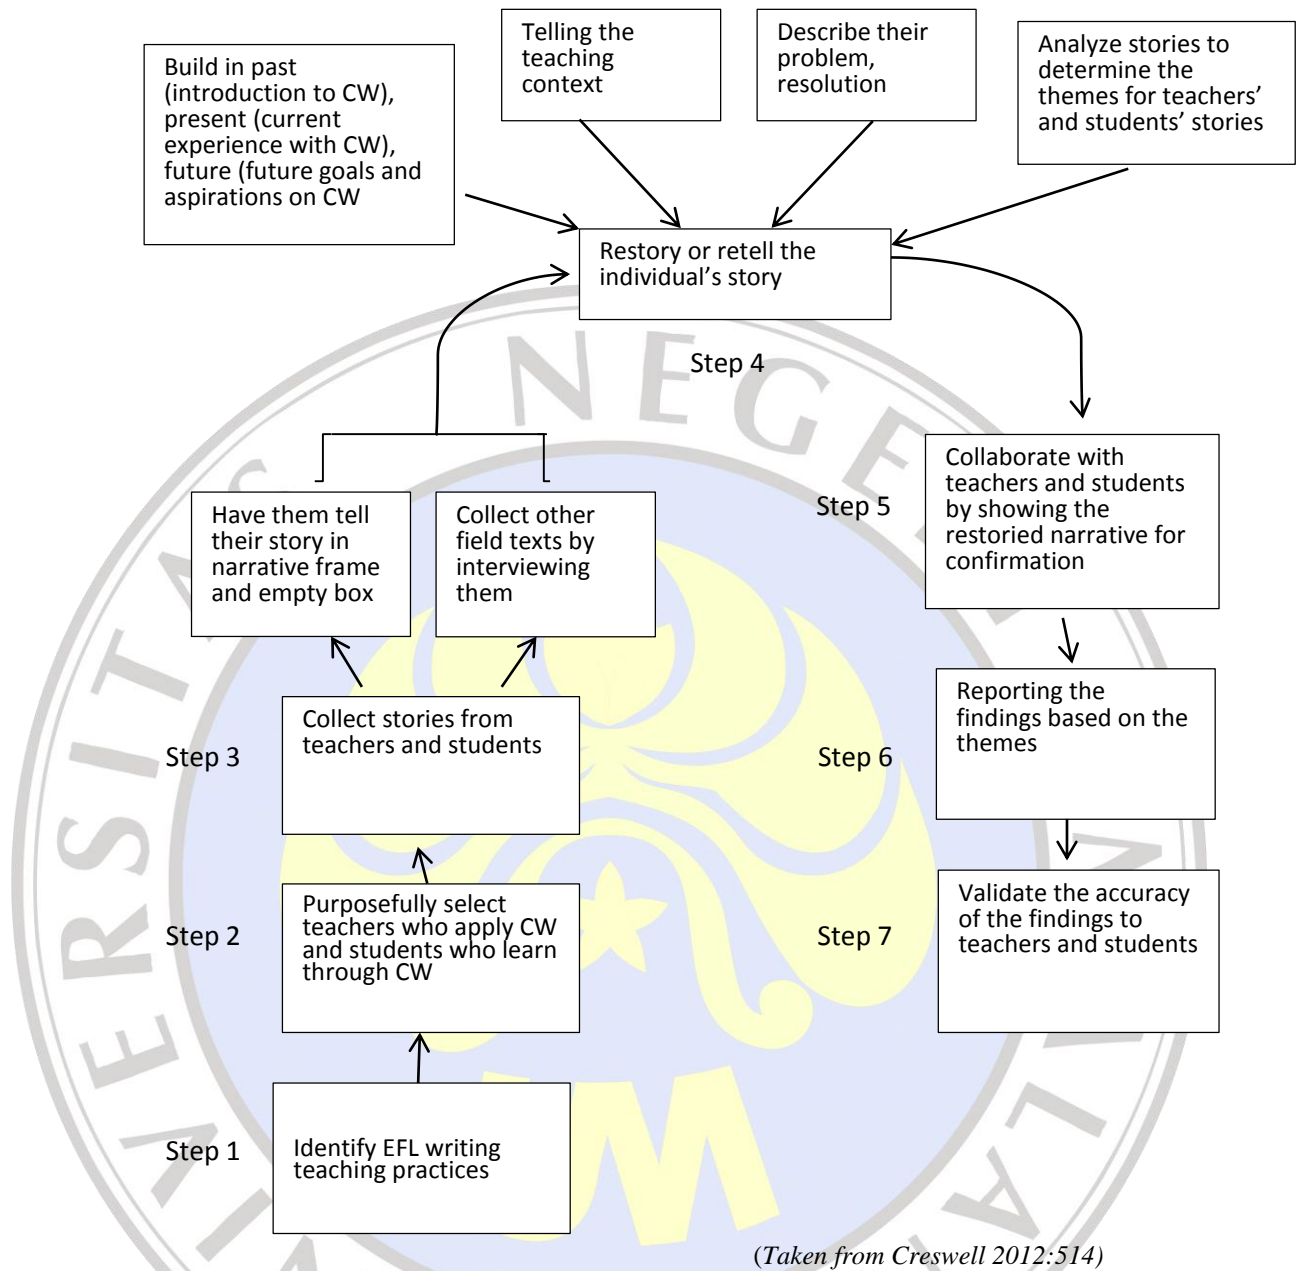 Build in past
(introduction to CW),
present (current
experience with CW),
future (future goals and
aspirations on CW
Telling the
teaching
context
Describe their
problem,
resolution
Analyze stories to
determine the
themes for teachers’
and students’ stories
Restory or retell the
individual’s story
Step 4
Have them tell
their story in
narrative frame
and empty box
Collect other
field texts by
interviewing
them
Step 5
Collaborate with
teachers and students
by showing the
restoried narrative for
confirmation
Step 3
Collect stories from
teachers and students
Step 6
Reporting the
findings based on the
themes
Step 2
Purposefully select
teachers who apply CW
and students who learn
through CW
Step 7
Validate the accuracy
of the findings to
teachers and students
Step 1
Identify EFL writing
teaching practices
(Taken from Creswell 2012:514)